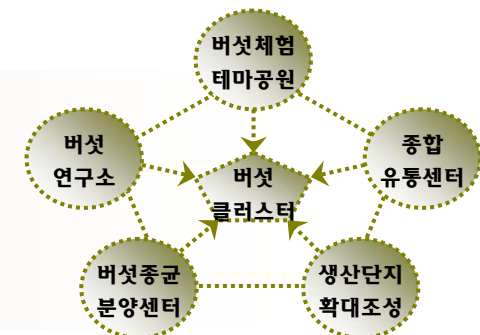 버섯체험
테마공원
버섯
연구소
종합
유통센터
버섯
클러스터
버섯종균
분양센터
생산단지
확대조성